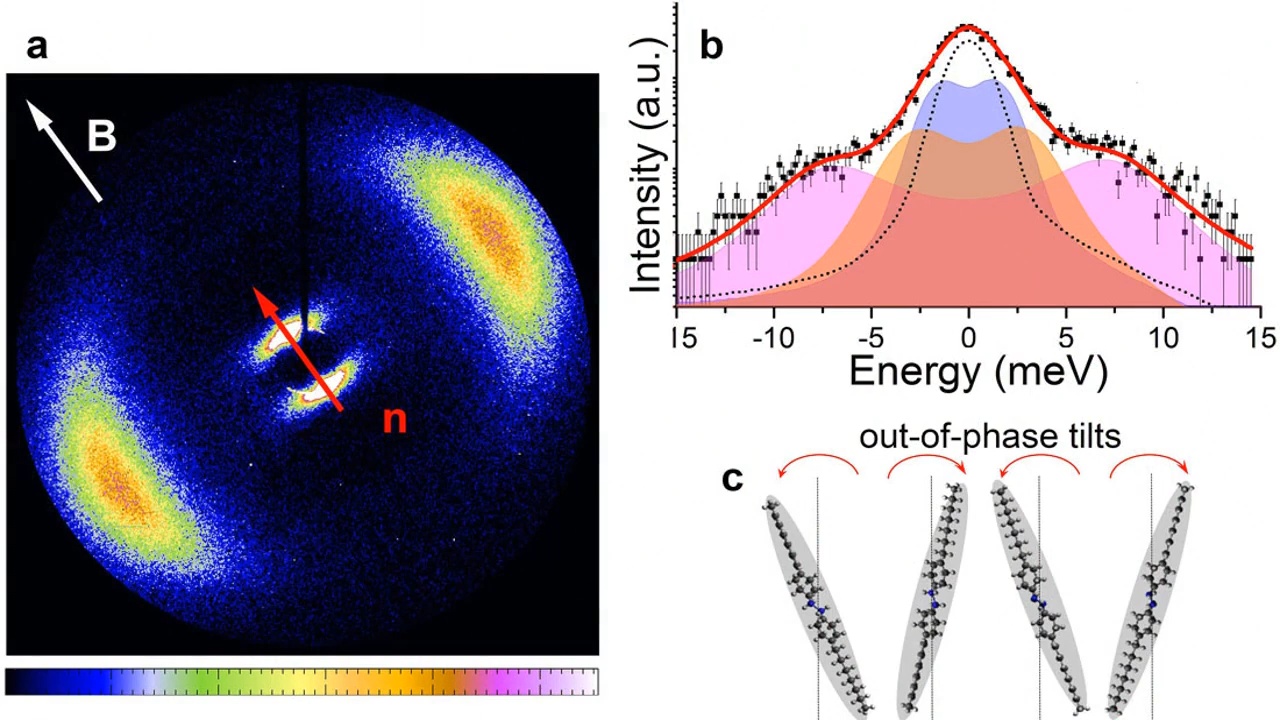 a
B
n
b
Intensity (a.u.)
15 -10 -5 0 5 10 15
Energy (meV)
out-of-phase tilts
c